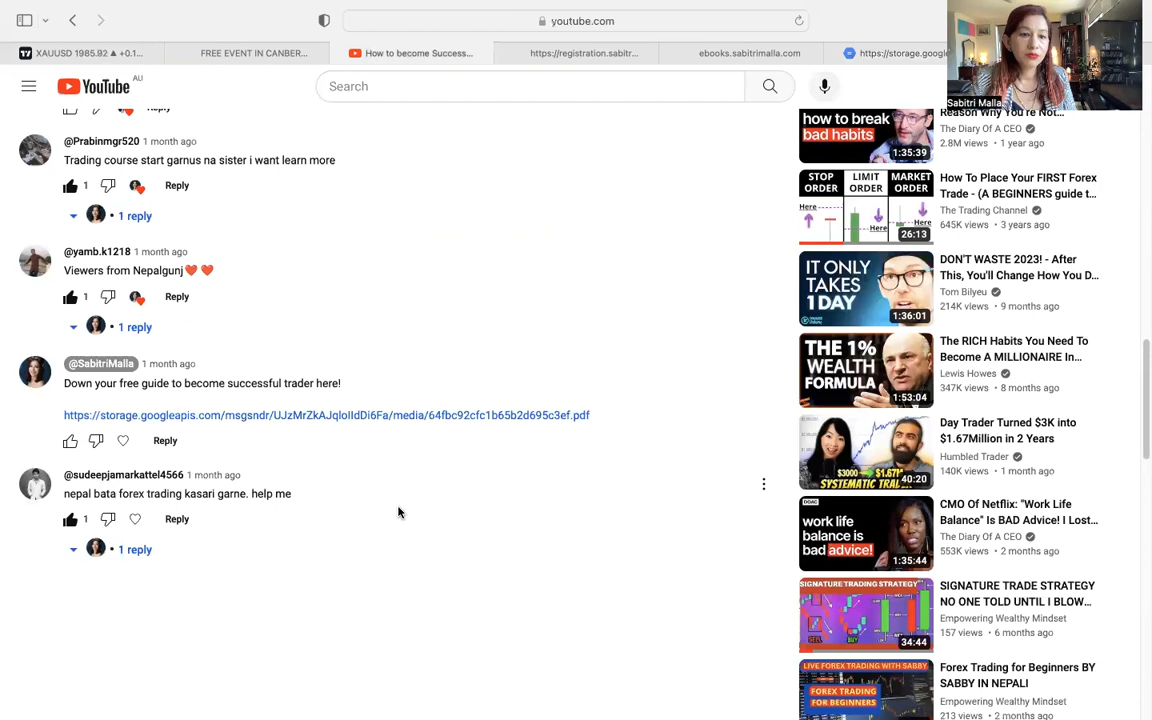 youtube.com
XAUUSD 1985.92 ▲ +0.1...
FREE EVENT IN CANBER...
How to become Success...
https://registration.sabitr...
ebooks.sabitrimalla.com
https://storage.google
YouTube AU
Search
Sabitri Malla
@Prabinmgr520 1 month ago
Trading course start garnus na sister i want learn more
1 Reply
1 reply
@yamb.k1218 1 month ago
Viewers from Nepalgunj❤️ ❤️
1 Reply
1 reply
@SabitriMalla 1 month ago
Down your free guide to become successful trader here!
https://storage.googleapis.com/msgsndr/UJzMrZkAJqIoIIdDi6Fa/media/64fbc92cfc1b65b2d695c3ef.pdf
Reply
@sudeepjamarkattel4566 1 month ago
nepal bata forex trading kasari garne. help me
1 Reply
1 reply
how to break
bad habits
1:35:39
Reason Why You're Not...
The Diary Of A CEO
2.8M views • 1 year ago
STOP ORDER LIMIT ORDER MARKET ORDER
Here
Here
Here
26:13
How To Place Your FIRST Forex
Trade - (A BEGINNERS guide t...
The Trading Channel
645K views • 3 years ago
IT ONLY
TAKES
1 DAY
1:36:01
DON'T WASTE 2023! - After
This, You'll Change How You D...
Tom Bilyeu
214K views • 9 months ago
THE 1%
WEALTH
FORMULA
1:53:04
The RICH Habits You Need To
Become A MILLIONAIRE In...
Lewis Howes
347K views • 8 months ago
$3000 $1.67M
SYSTEMATIC TRAD
40:20
Day Trader Turned $3K into
$1.67Million in 2 Years
Humbled Trader
140K views • 1 month ago
DOAC
work life
balance is
bad advice!
1:35:44
CMO Of Netflix: "Work Life
Balance" Is BAD Advice! I Lost...
The Diary Of A CEO
553K views • 2 months ago
SIGNATURE TRADING STRATEGY
SELL
BUY
34:44
SIGNATURE TRADE STRATEGY
NO ONE TOLD UNTIL I BLOW...
Empowering Wealthy Mindset
157 views • 6 months ago
LIVE FOREX TRADING WITH SABBY
FOREX TRADING
FOR BEGINNERS
Forex Trading for Beginners BY
SABBY IN NEPALI
Empowering Wealthy Mindset
213 views • 2 months ago